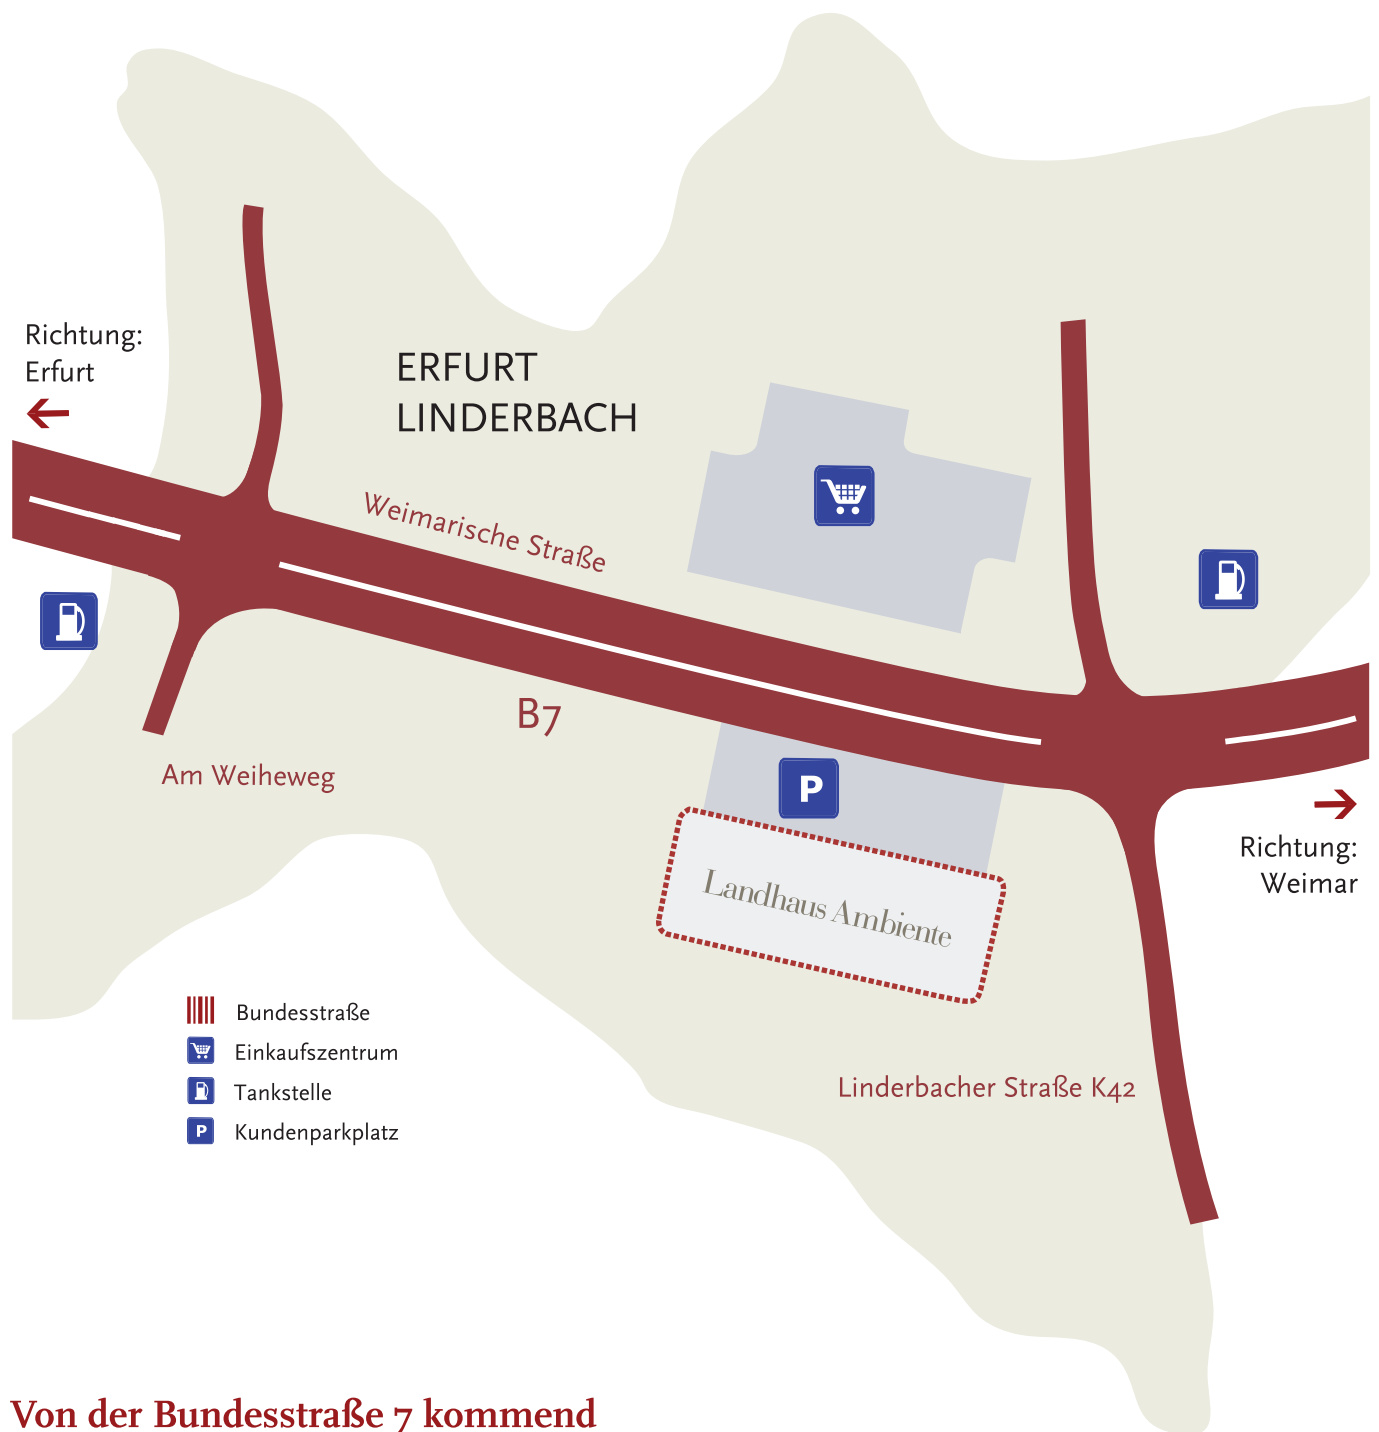 Richtung:
Erfurt
ERFURT
LINDERBACH
Weimarische Straße
B7
Am Weiheweg
P
Landhaus Ambiente
Richtung:
Weimar
Bundesstraße
Einkaufszentrum
Tankstelle
P Kundenparkplatz
Linderbacher Straße K42
Von der Bundesstraße 7 kommend